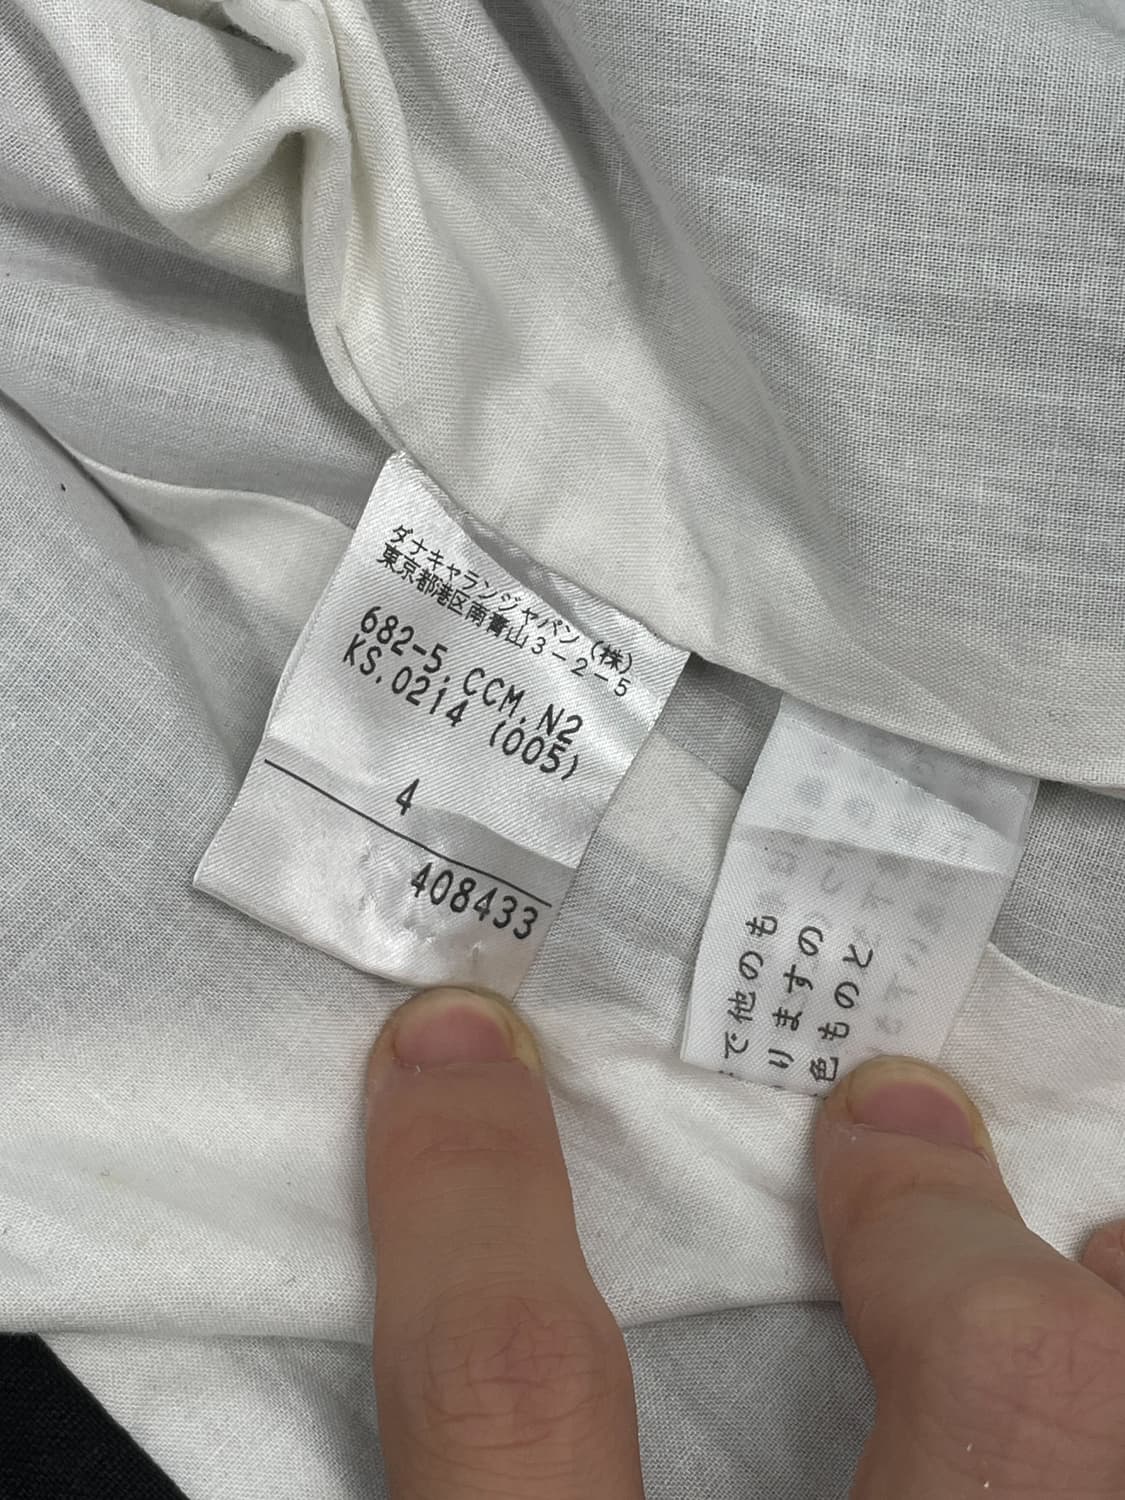 ダナキャランジャパン（株）
東京都港区南青山3-2-5
682-5.CCM.N2
KS.0214 (005)
4
408433
で他のも
りますの
色ものと